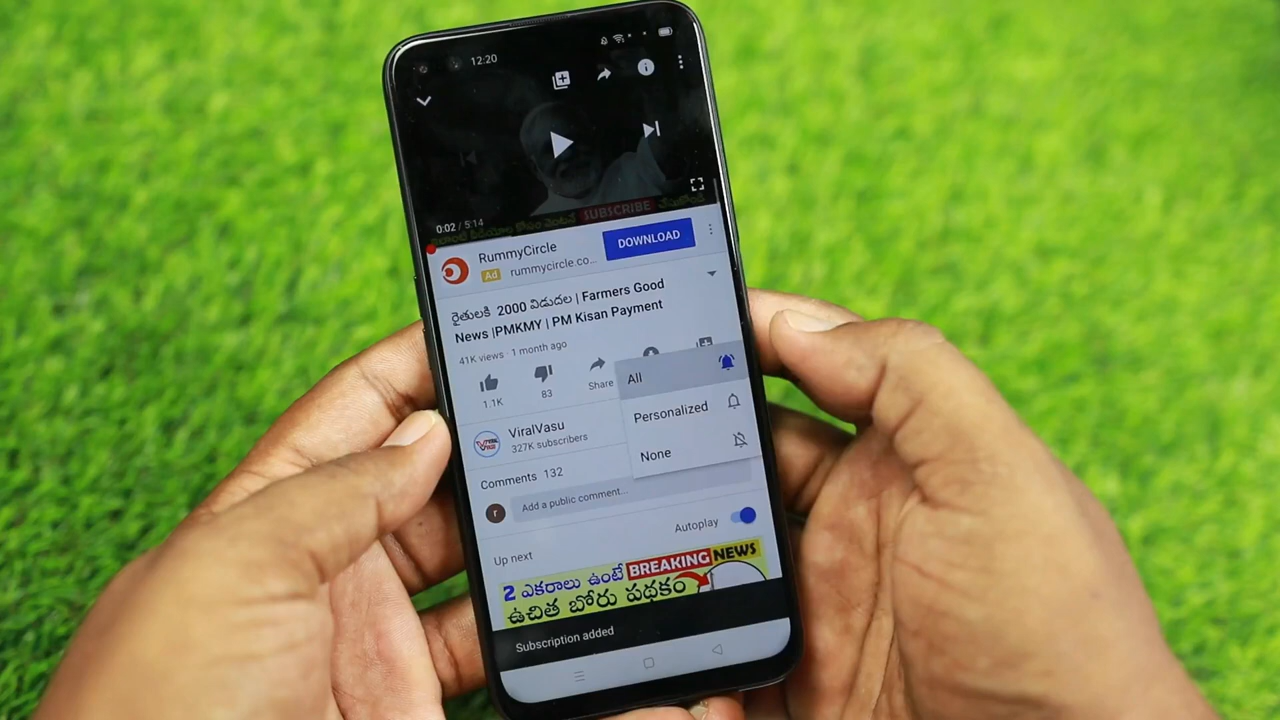 12:20
0:02 / 5:14
SUBSCRIBE
RummyCircle
Ad rummycircle.co...
DOWNLOAD
రైతులకి 2000 విడుదల | Farmers Good
News |PMKMY | PM Kisan Payment
41K views · 1 month ago
1.1K
83
Share
All
Personalized
None
ViralVasu
327K subscribers
Comments 132
r
Add a public comment...
Autoplay
Up next
2 ఎకరాలు ఉంటే BREAKING NEWS
ఉచిత బోరు పథకం
Subscription added